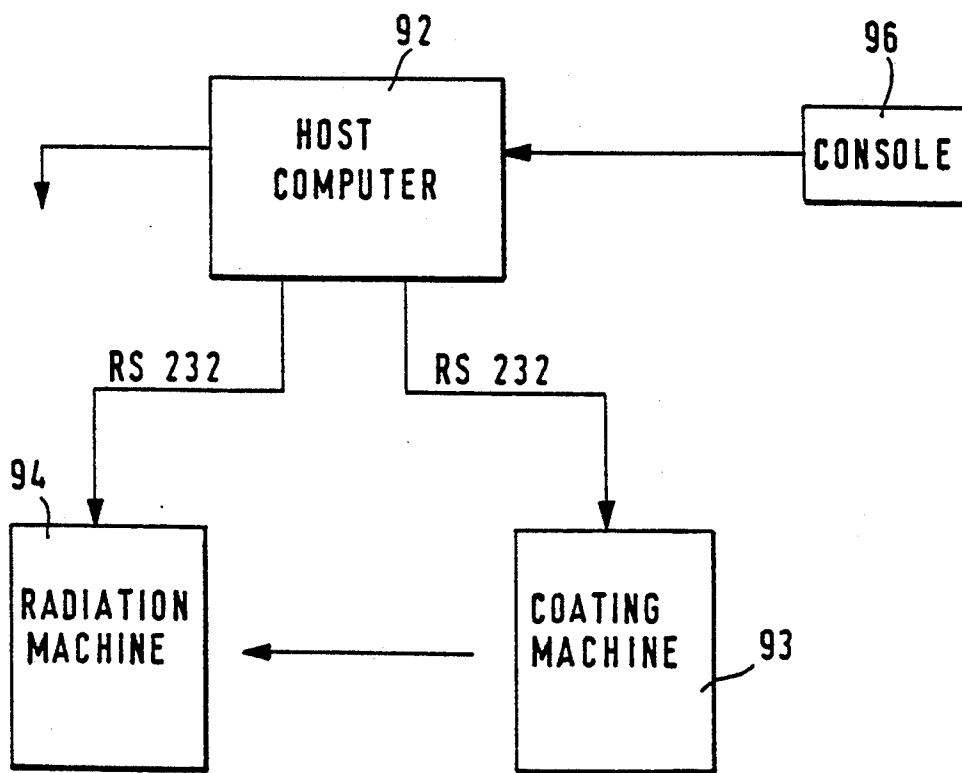 92
96
HOST
COMPUTER
CONSOLE
RS 232
RS 232
94
RADIATION
MACHINE
COATING
MACHINE
93